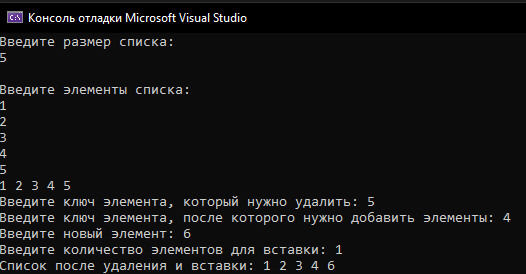 Консоль отладки Microsoft Visual Studio
Введите размер списка:
5
Введите элементы списка:
1
2
3
4
5
1 2 3 4 5
Введите ключ элемента, который нужно удалить: 5
Введите ключ элемента, после которого нужно добавить элементы: 4
Введите новый элемент: 6
Введите количество элементов для вставки: 1
Список после удаления и вставки: 1 2 3 4 6